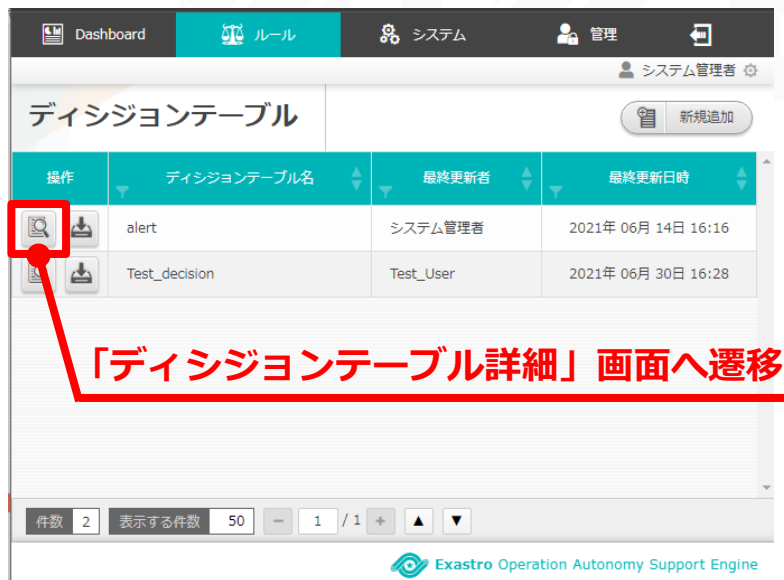 Dashboard ルール システム 管理
システム管理者
ディシジョンテーブル 新規追加
操作 ディシジョンテーブル名 最終更新者 最終更新日時
alert システム管理者 2021年 06月 14日 16:16
Test_decision Test_User 2021年 06月 30日 16:28
「ディシジョンテーブル詳細」画面へ遷移
件数 2 表示する件数 50 - 1 / 1 + ▲ ▼
Exastro Operation Autonomy Support Engine